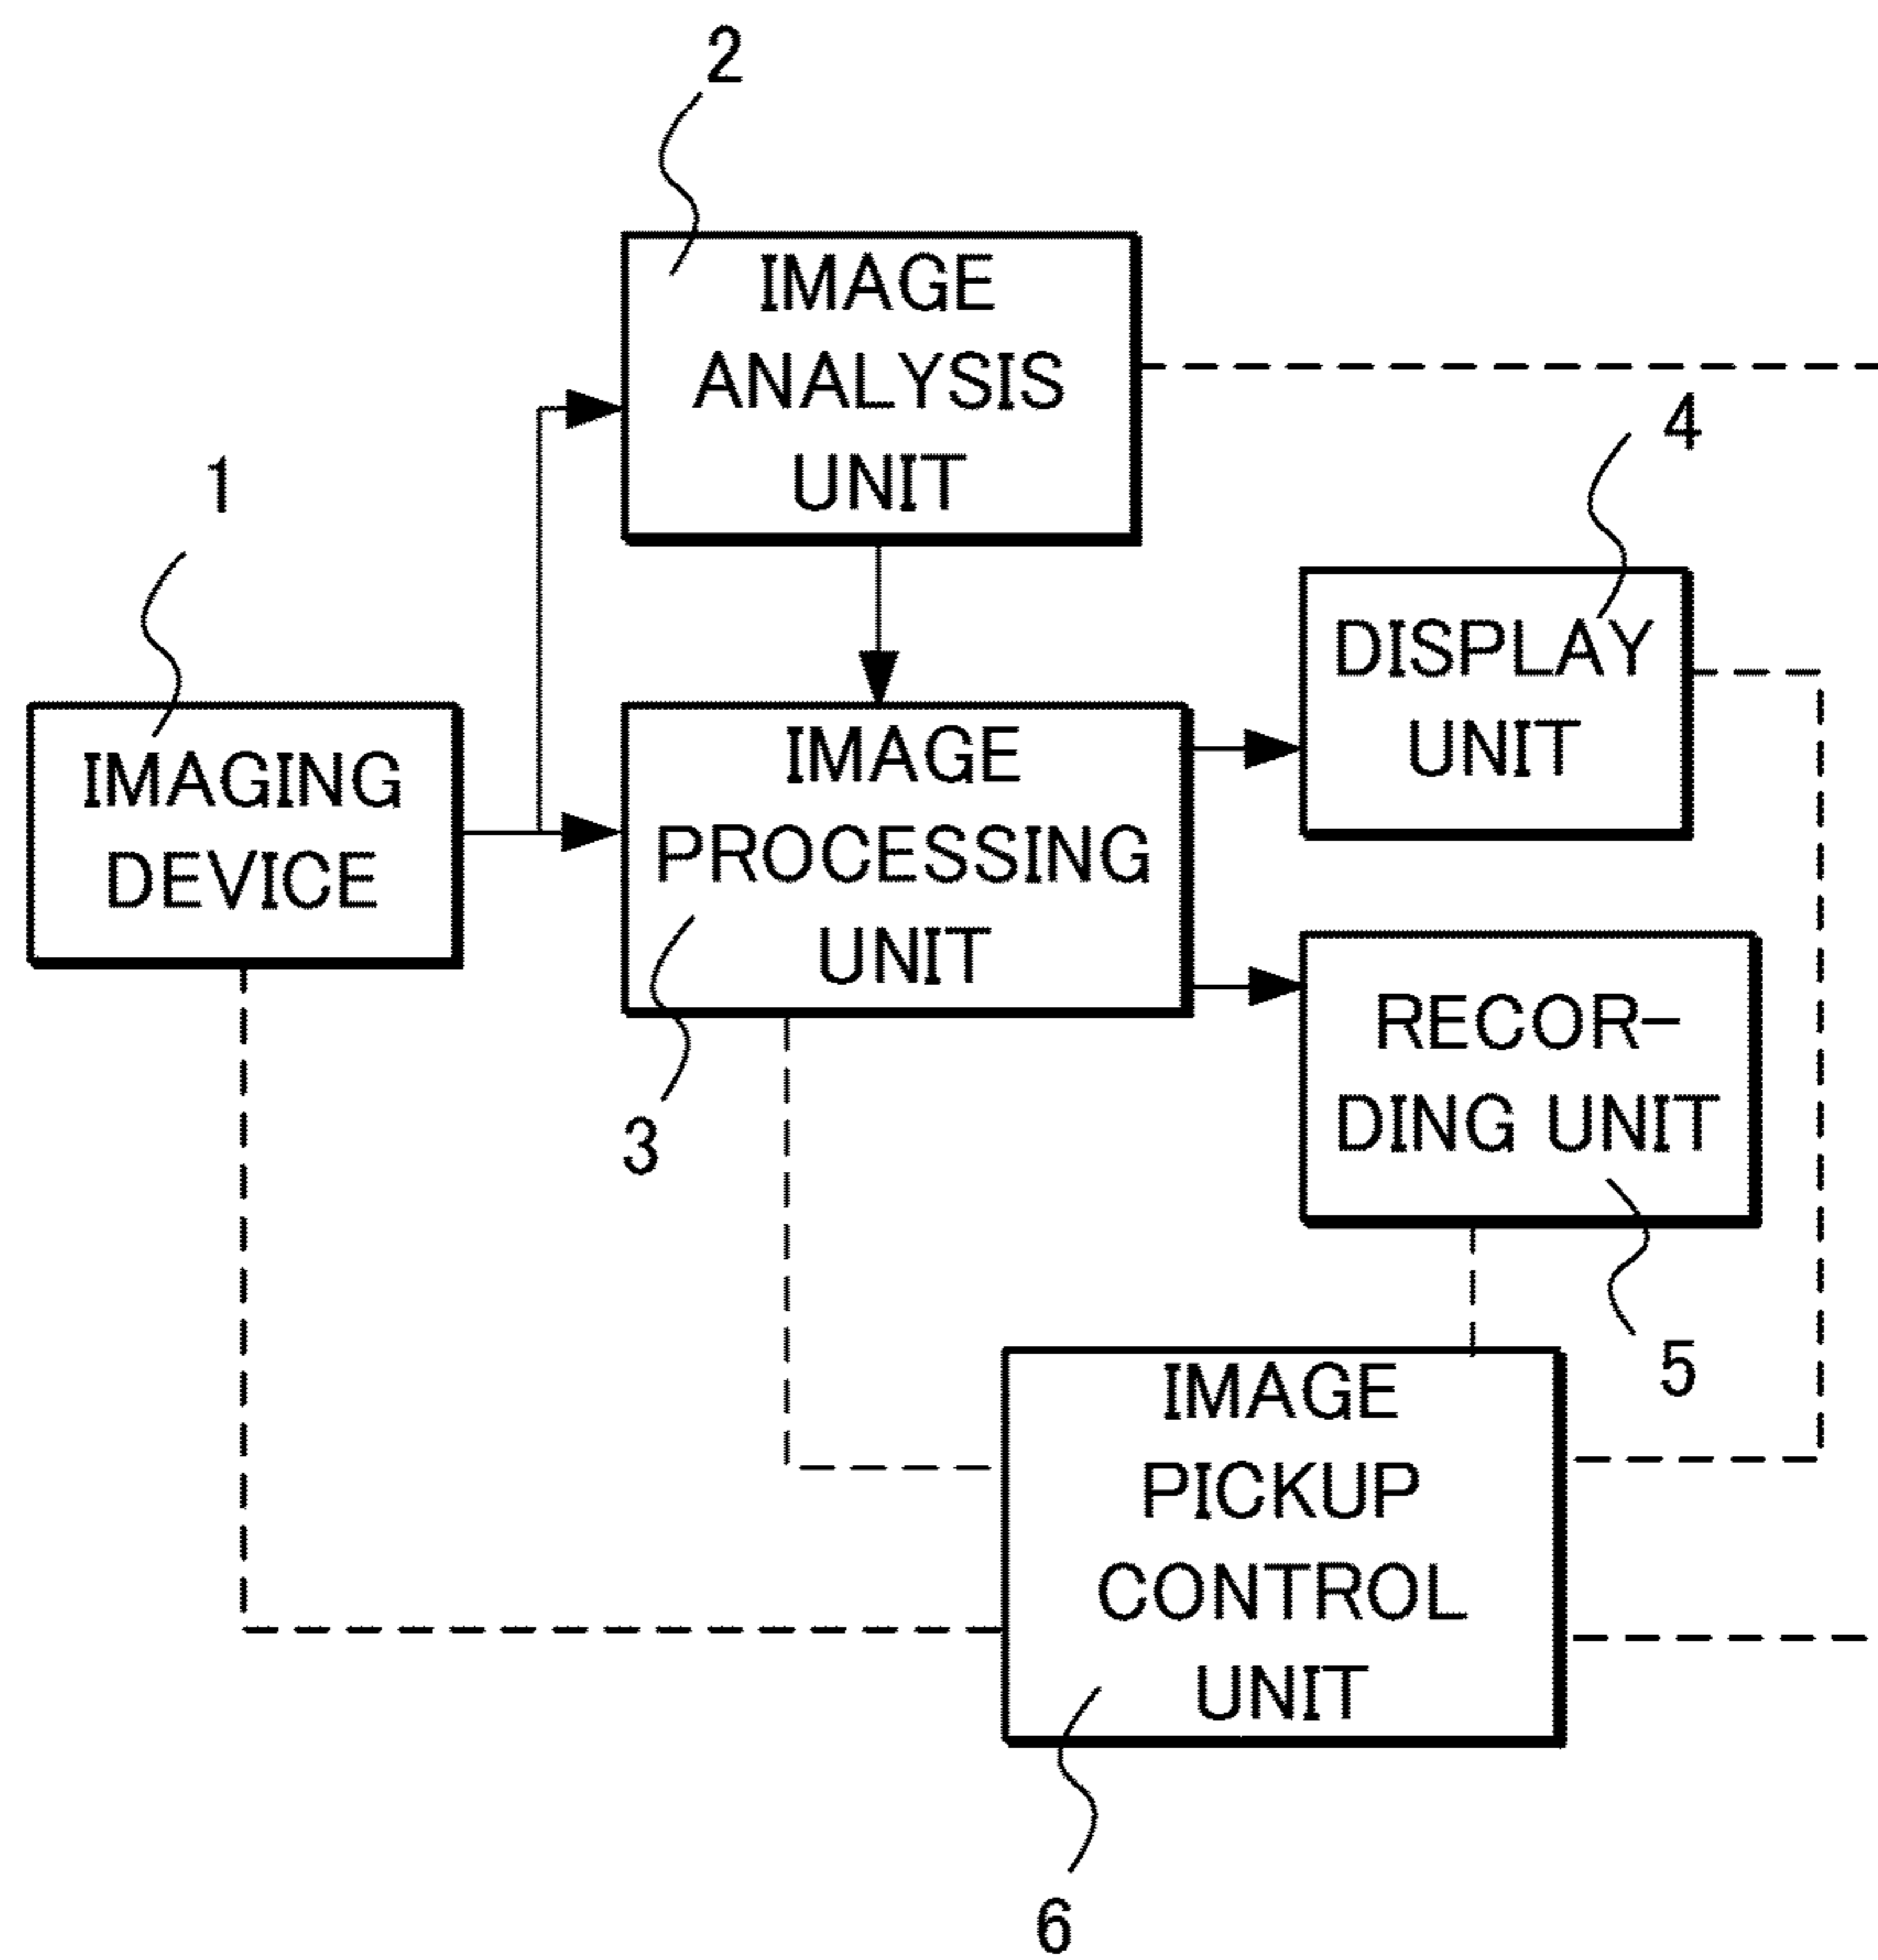 2
IMAGE
ANALYSIS
UNIT
1
4
IMAGING
DEVICE
IMAGE
PROCESSING
UNIT
3
DISPLAY
UNIT
RECOR-
DING UNIT
5
IMAGE
PICKUP
CONTROL
UNIT
6